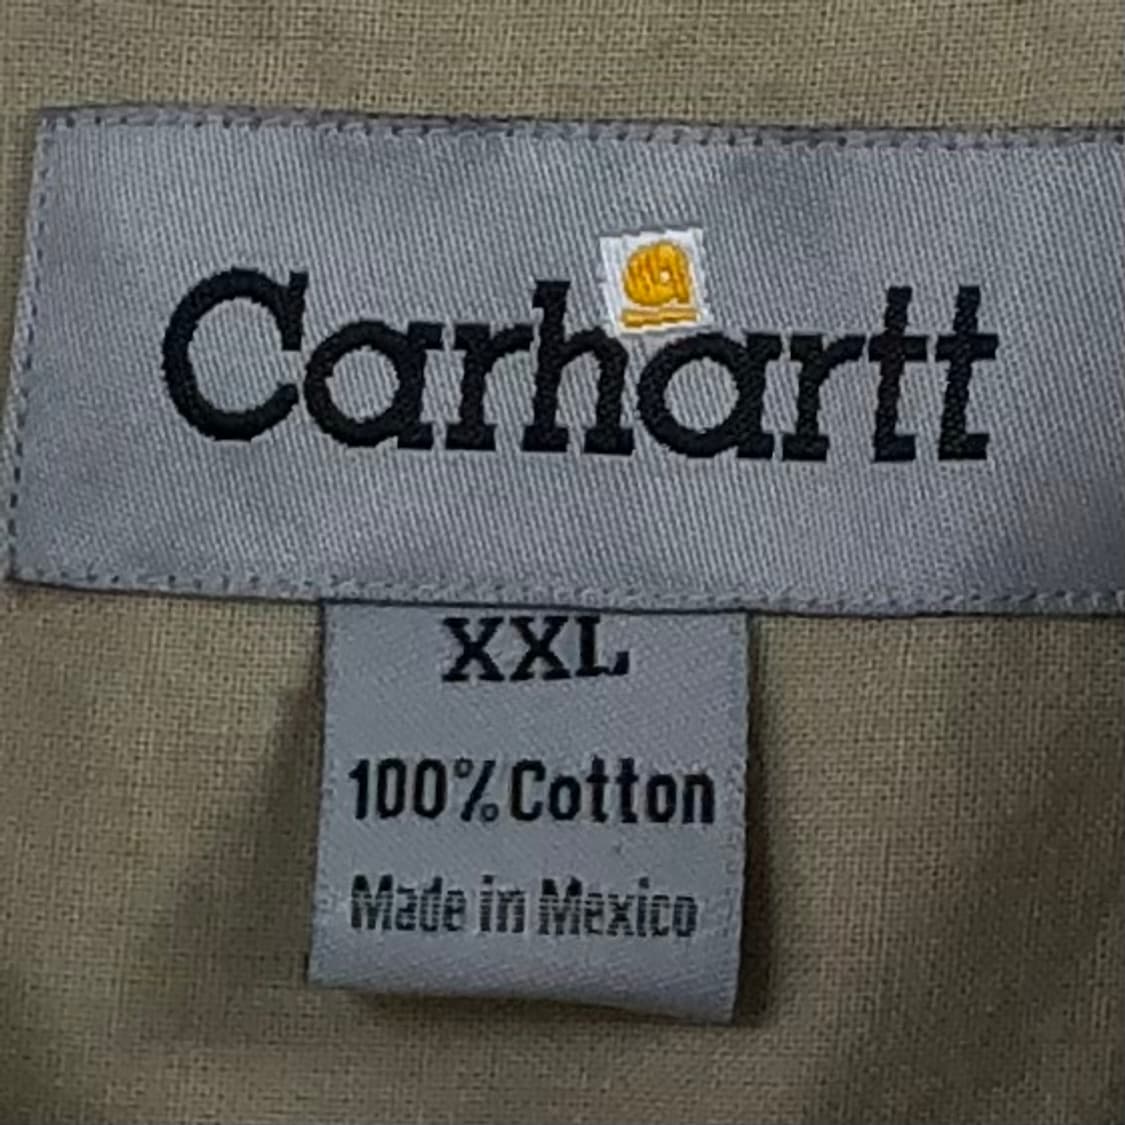 Carhartt
XXL
100% Cotton
Made in Mexico